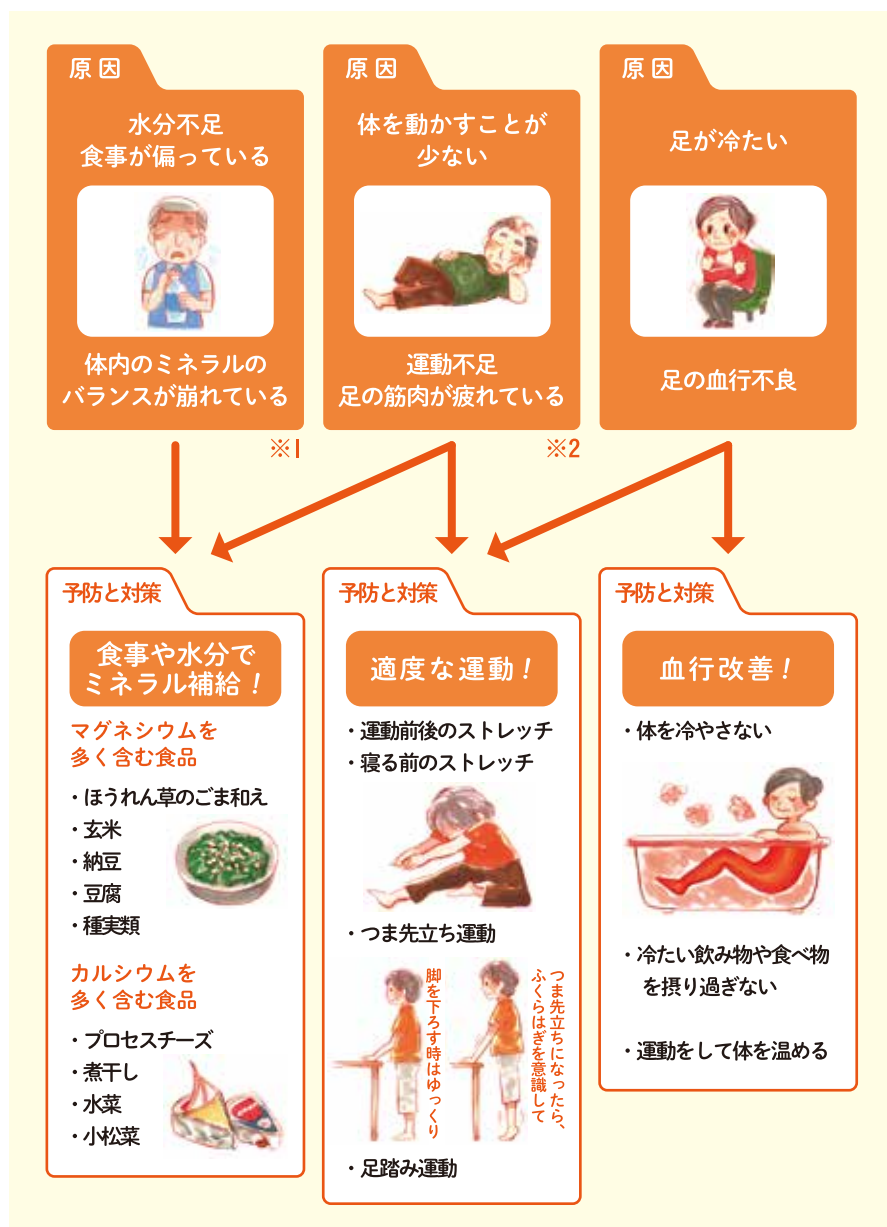 原因
水分不足
食事が偏っている
体内のミネラルの
バランスが崩れている
※1
原因
体を動かすことが
少ない
運動不足
足の筋肉が疲れている
※2
原因
足が冷たい
足の血行不良
予防と対策
食事や水分で
ミネラル補給！
マグネシウムを
多く含む食品
・ほうれん草のごま和え
・玄米
・納豆
・豆腐
・種実類
カルシウムを
多く含む食品
・プロセスチーズ
・煮干し
・水菜
・小松菜
予防と対策
適度な運動！
・運動前後のストレッチ
・寝る前のストレッチ
・つま先立ち運動
つま先立ちになったら、
ふくらはぎを意識して
脚を下ろす時はゆっくり
・足踏み運動
予防と対策
血行改善！
・体を冷やさない
・冷たい飲み物や食べ物
を摂り過ぎない
・運動をして体を温める